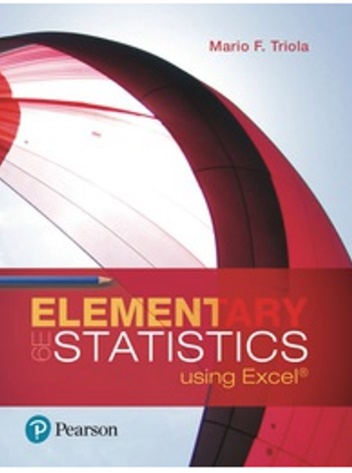 Mario F. Triola
ELEMENTARY
6E
STATISTICS
using Excel®
Pearson